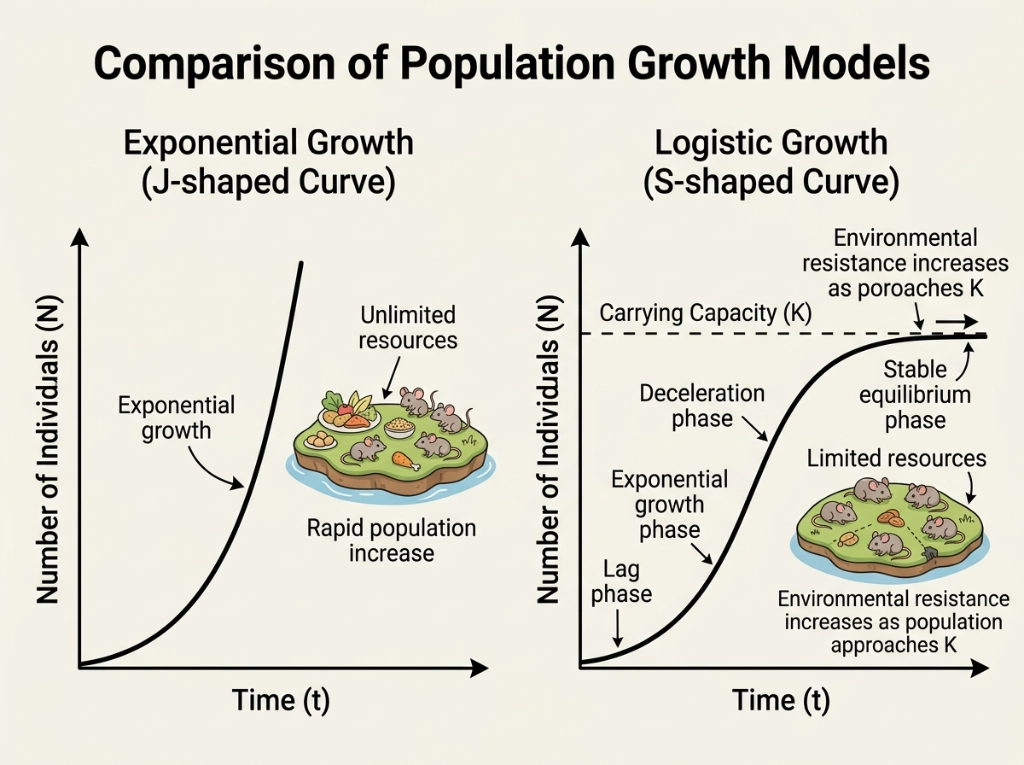 Comparison of Population Growth Models
Exponential Growth
(J-shaped Curve)
Number of Individuals (N)
Exponential
growth
Unlimited
resources
Rapid population
increase
Time (t)
Logistic Growth
(S-shaped Curve)
Number of Individuals (N)
Environmental
resistance increases
as poroaches K
Carrying Capacity (K)
Stable
equilibrium
phase
Deceleration
phase
Limited resources
Exponential
growth
phase
Lag
phase
Environmental resistance
increases as population
approaches K
Time (t)